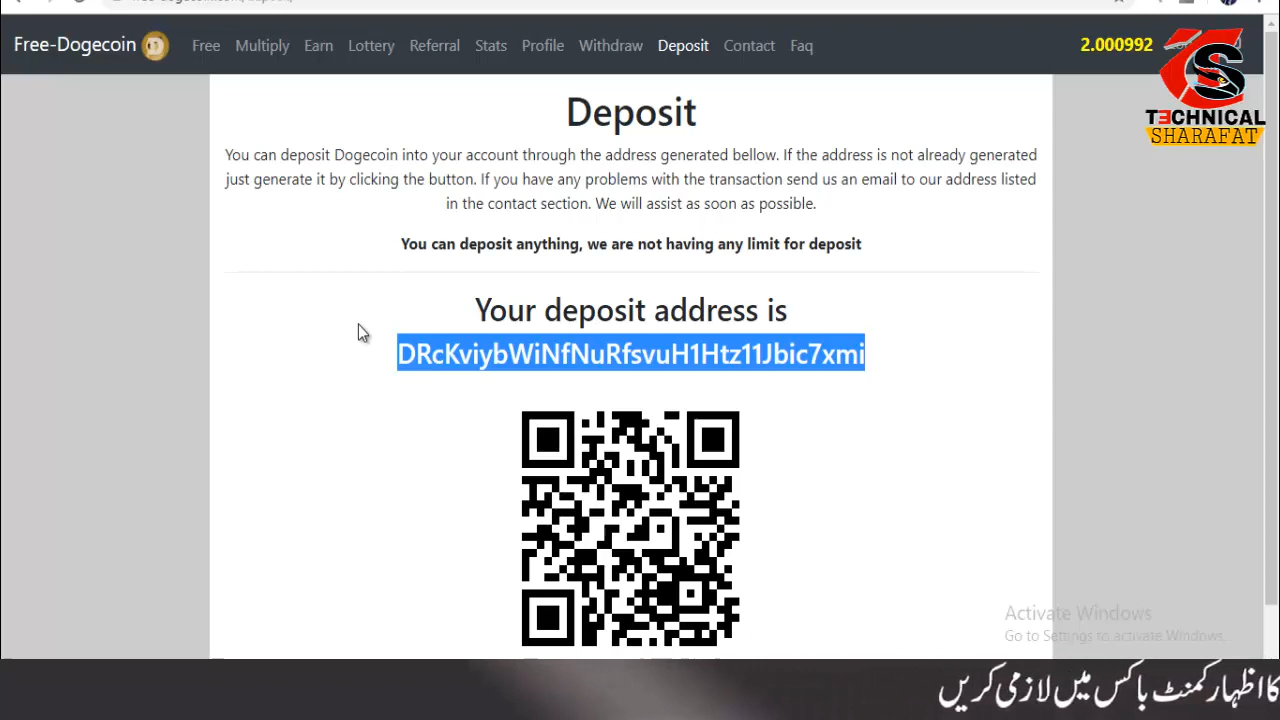 Free-Dogecoin Free Multiply Earn Lottery Referral Stats Profile Withdraw Deposit Contact Faq 2.000992
TECHNICAL
SHARAFAT
Deposit
You can deposit Dogecoin into your account through the address generated bellow. If the address is not already generated
just generate it by clicking the button. If you have any problems with the transaction send us an email to our address listed
in the contact section. We will assist as soon as possible.
You can deposit anything, we are not having any limit for deposit
Your deposit address is
DRcKviybWiNfNuRfsvuH1Htz11Jbic7xmi
Activate Windows
Go to Settings to activate Windows.
کا اظہار کمنٹ باکس میں لازمی کریں